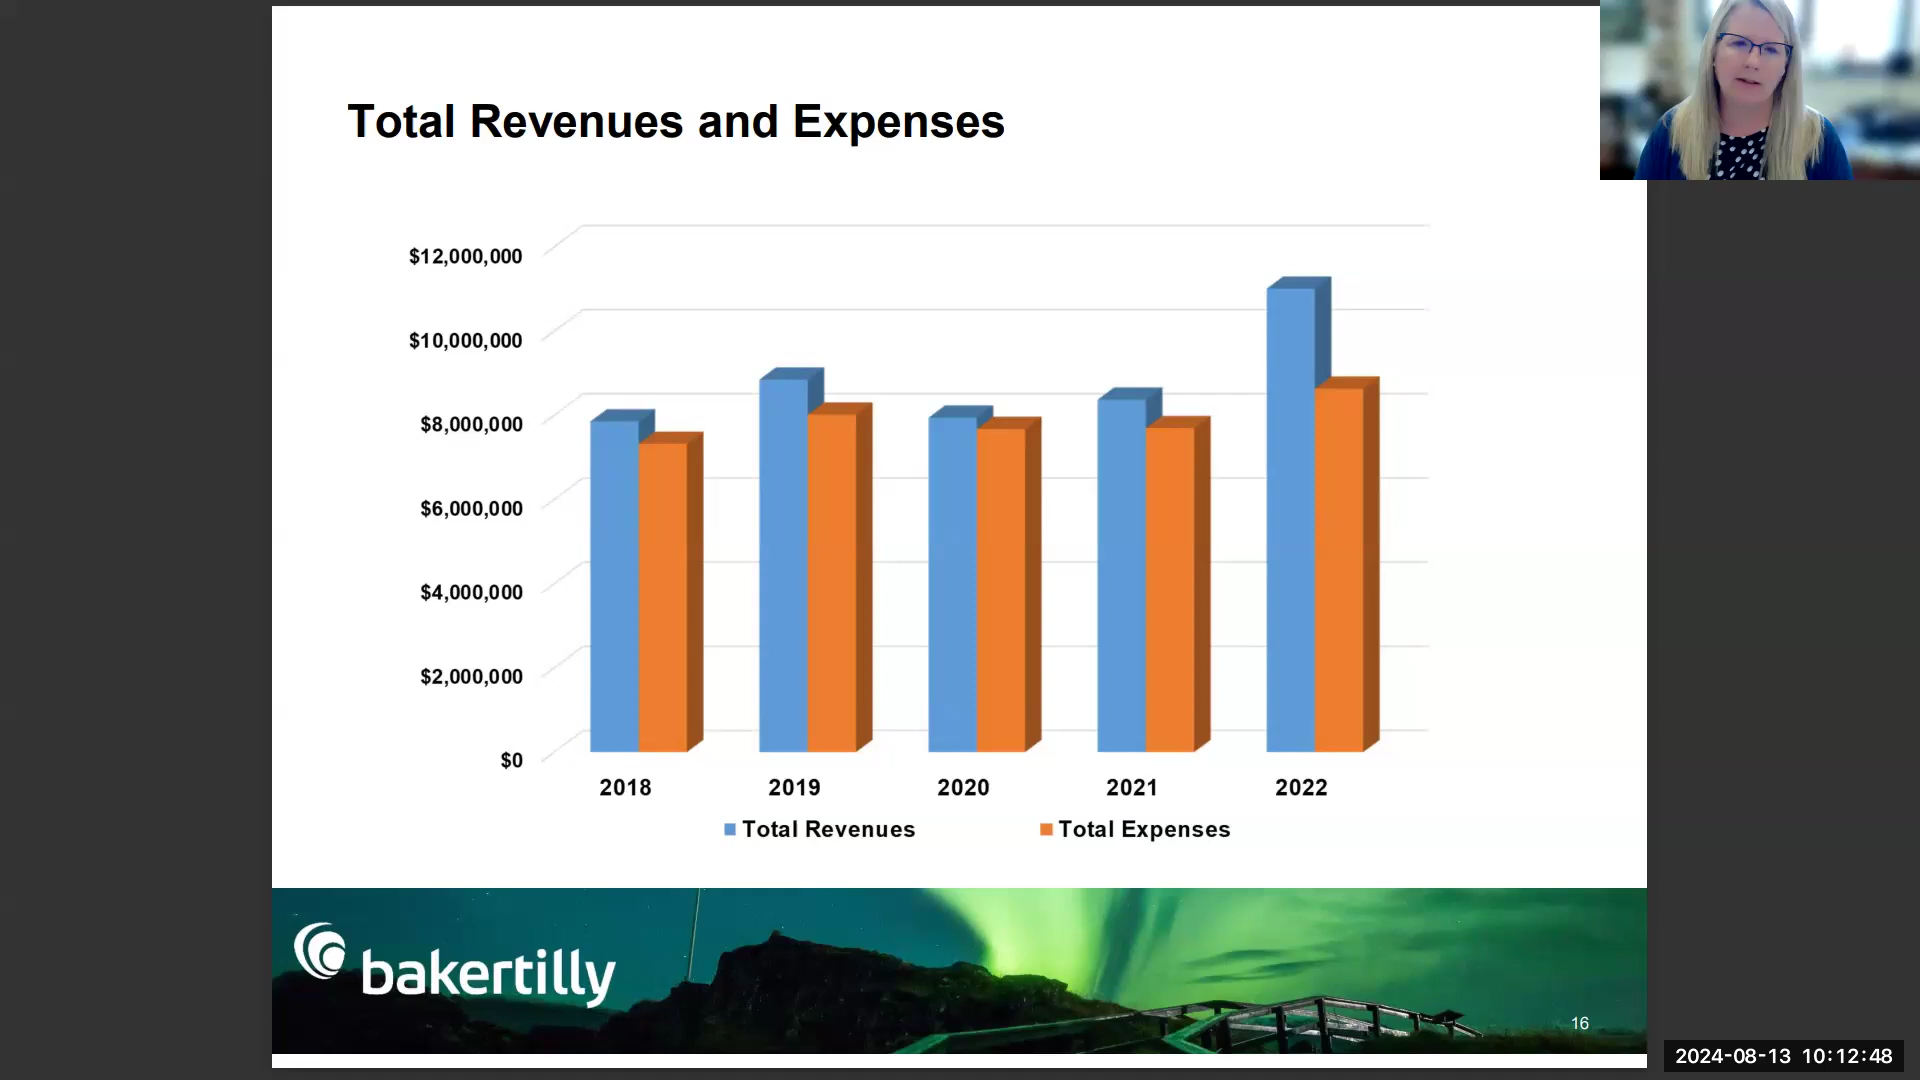 Total Revenues and Expenses
$12,000,000
$10,000,000
$8,000,000
$6,000,000
$4,000,000
$2,000,000
$0
2018 2019 2020 2021 2022
Total Revenues Total Expenses
bakertilly
16
2024-08-13 10:12:48